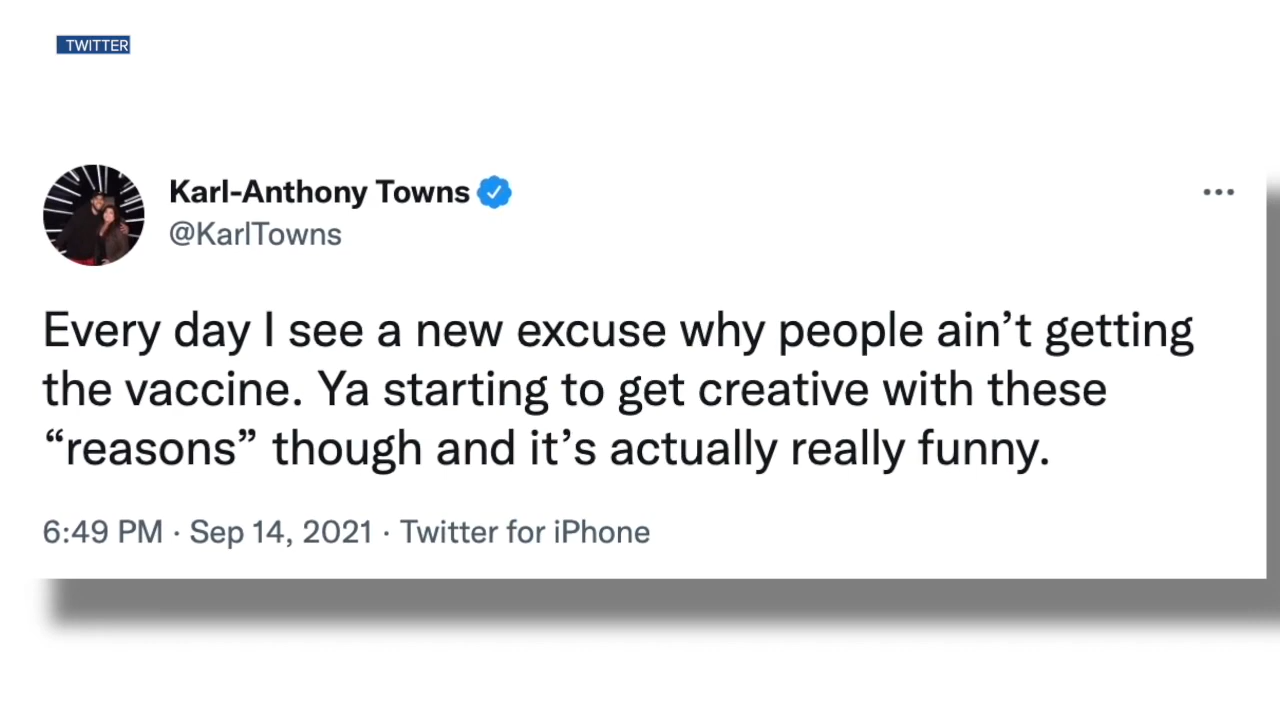 TWITTER
Karl-Anthony Towns
@KarlTowns
Every day I see a new excuse why people ain’t getting
the vaccine. Ya starting to get creative with these
“reasons” though and it’s actually really funny.
6:49 PM · Sep 14, 2021 · Twitter for iPhone